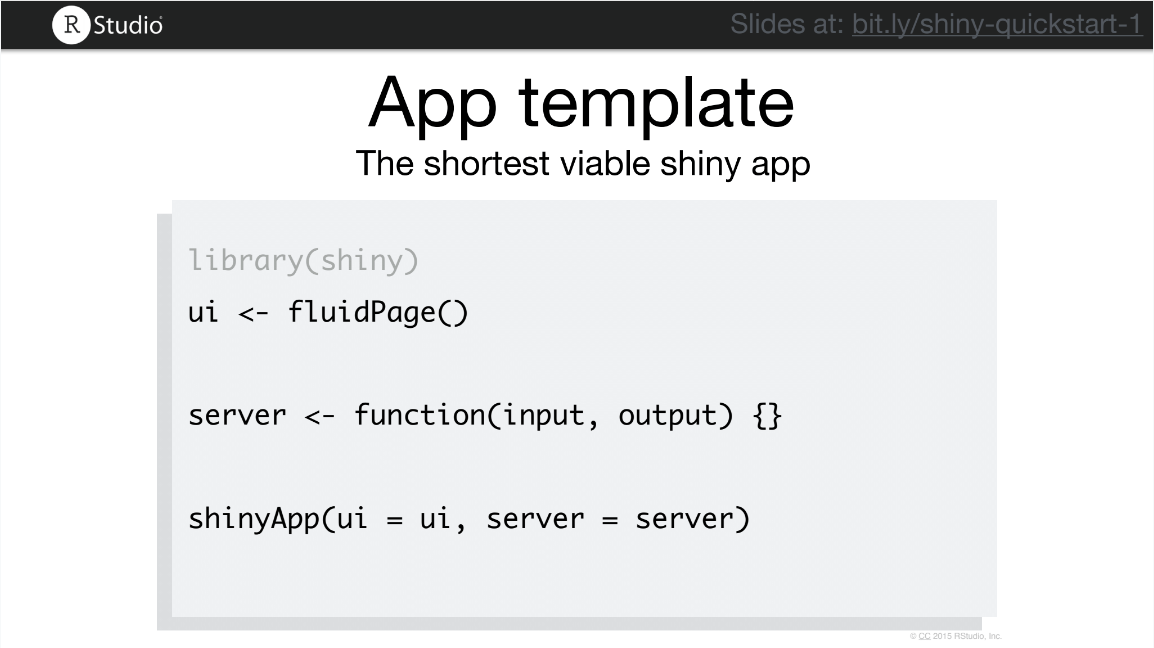 R Studio
Slides at: bit.ly/shiny-quickstart-1
App template
The shortest viable shiny app
library(shiny)
ui <- fluidPage()
server <- function(input, output) {}
shinyApp(ui = ui, server = server)
© CC 2015 RStudio, Inc.